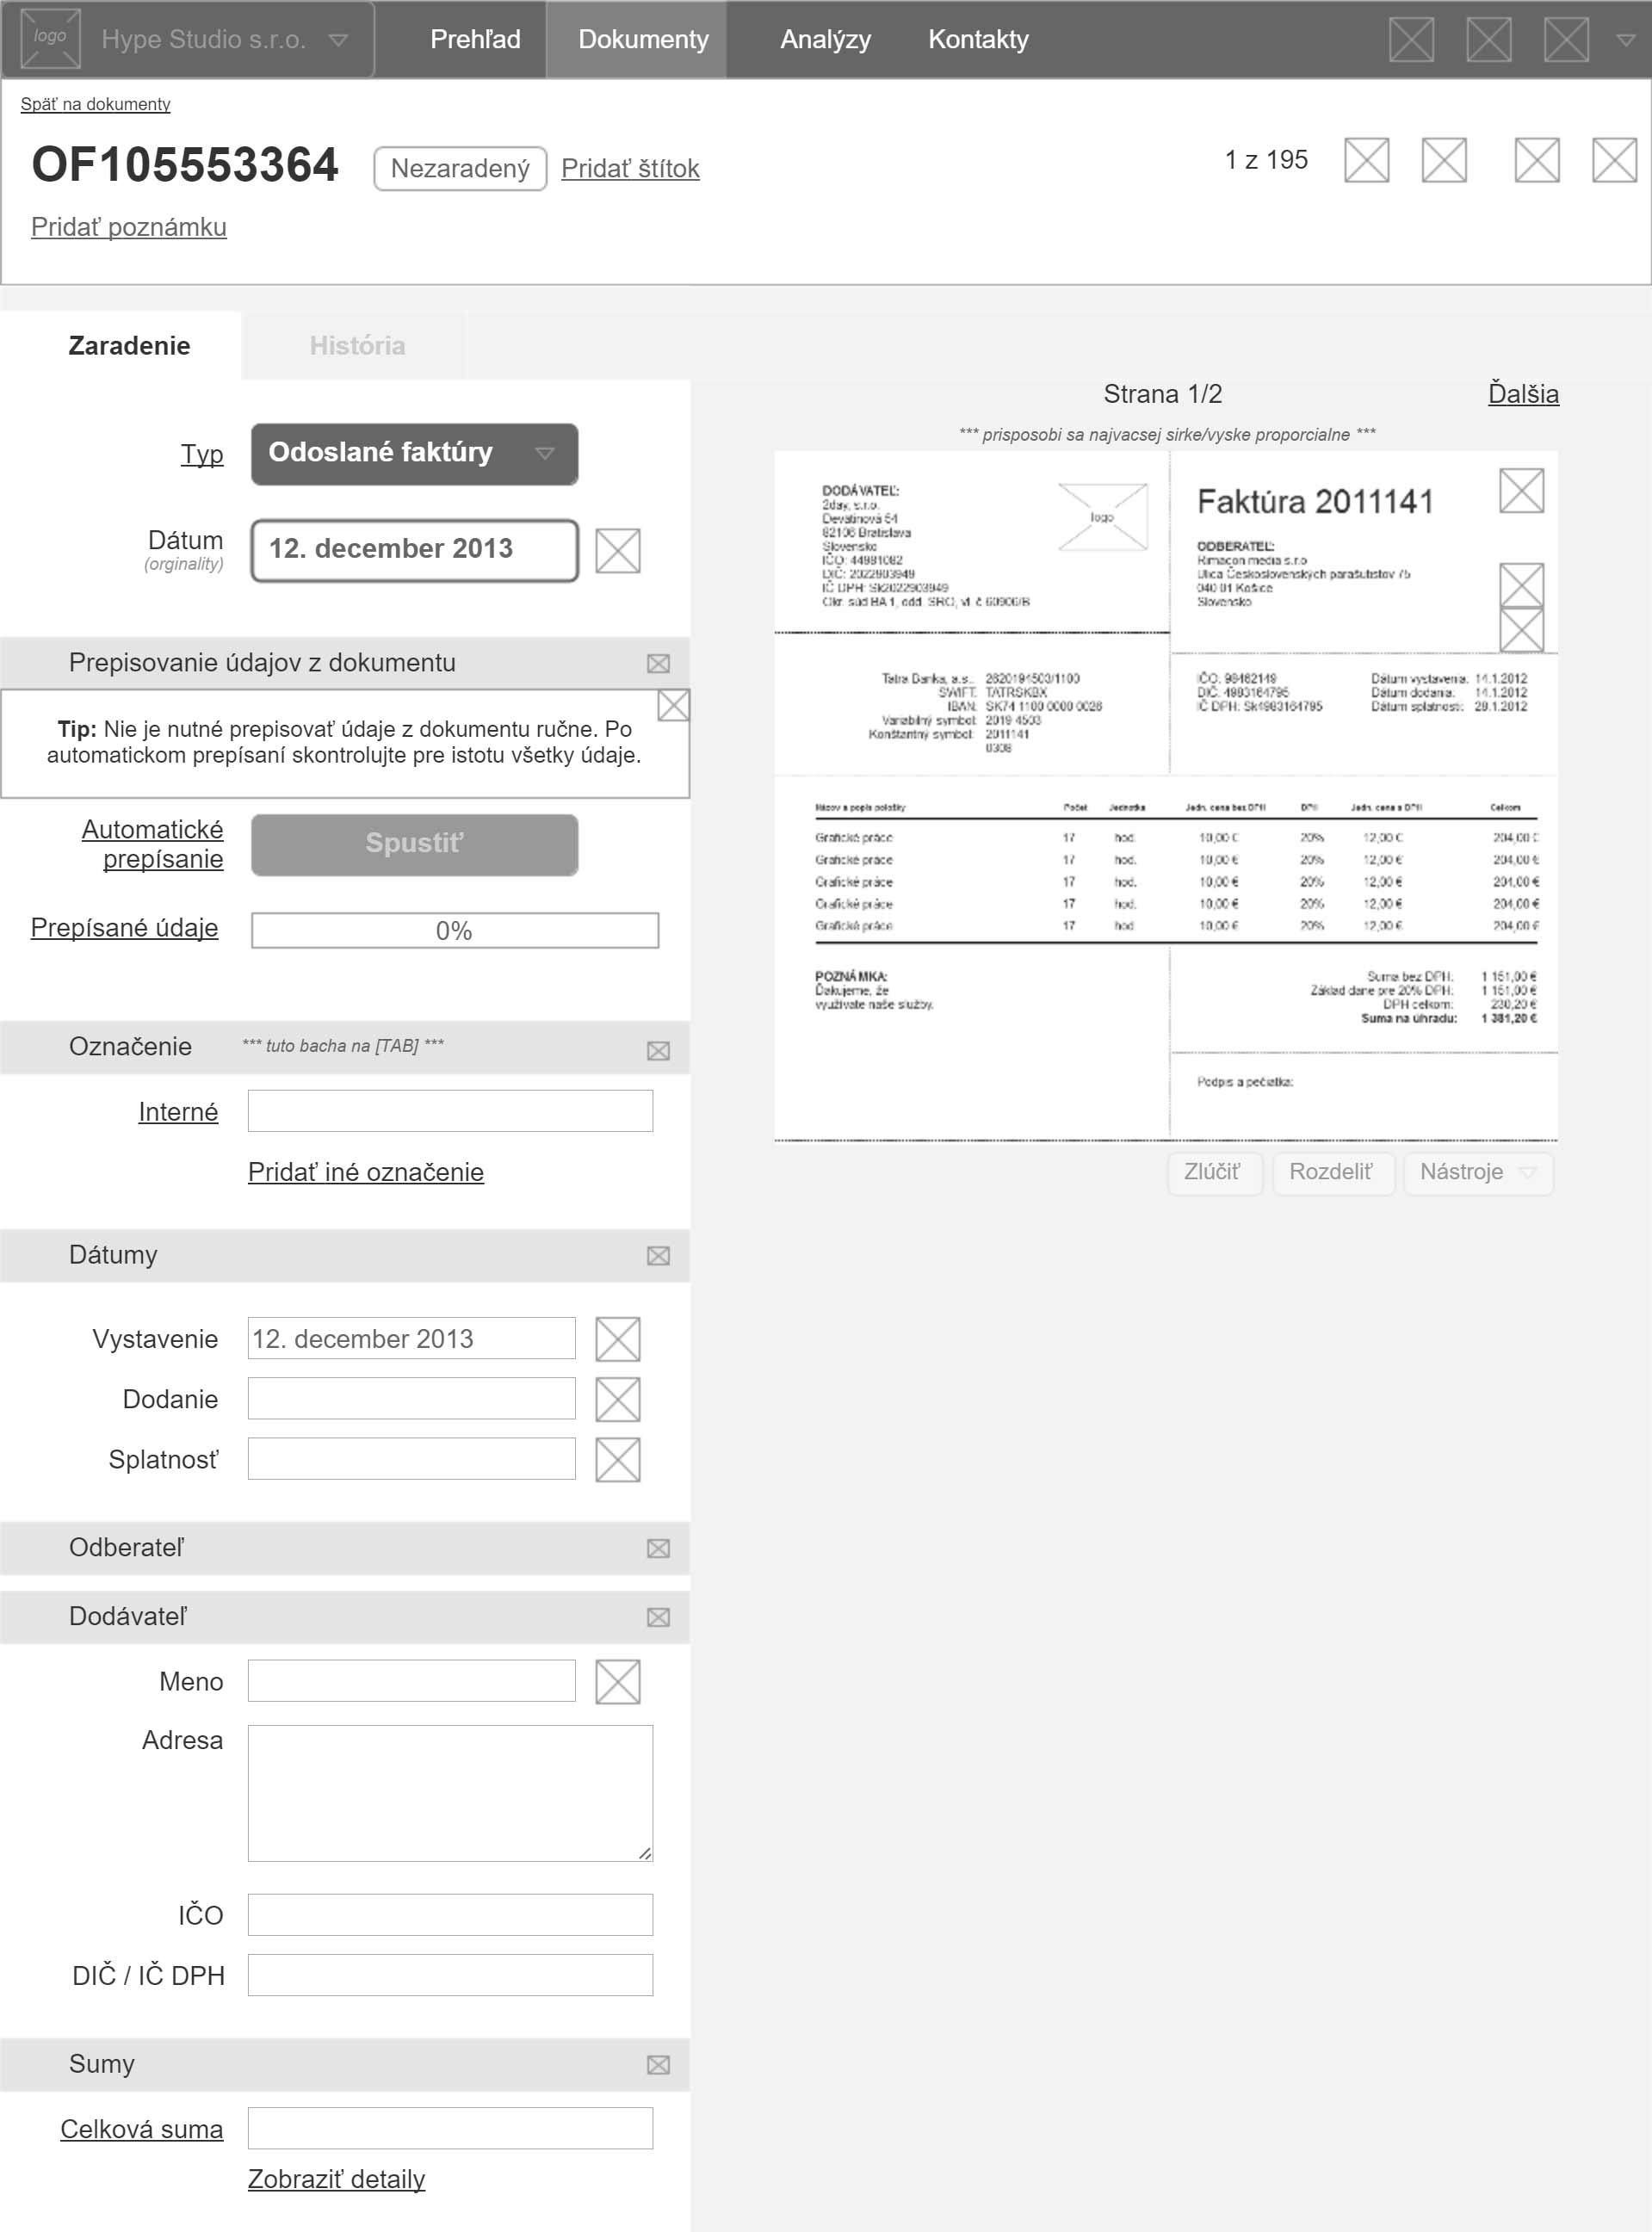 logo Hype Studio s.r.o. Prehľad Dokumenty Analýzy Kontakty
Späť na dokumenty
OF105553364 Nezaradený Pridať štítok 1 z 195
Pridať poznámku
Zaradenie História
Typ Odoslané faktúry
Dátum 12. december 2013
(orginality)
Prepisovanie údajov z dokumentu
Tip: Nie je nutné prepisovať údaje z dokumentu ručne. Po
automatickom prepísaní skontrolujte pre istotu všetky údaje.
Automatické
prepísanie
Spustiť
Prepísané údaje 0%
Označenie *** tuto bacha na [TAB] ***
Interné
Pridať iné označenie
Dátumy
Vystavenie 12. december 2013
Dodanie
Splatnosť
Odberateľ
Dodávateľ
Meno
Adresa
IČO
DIČ / IČ DPH
Sumy
Celková suma
Zobraziť detaily
Strana 1/2 Ďalšia
*** prisposobi sa najvacsej sirke/vyske proporcialne ***
DODÁVATEĽ:
2day, s.r.o.
Devätinová 54
82106 Bratislava
Slovensko
IČO: 44981082
DIČ: 2022903949
IČ DPH: Sk2022903949
Okr. súd BA 1, odd. SRO, vl. č 60906/B
logo
Faktúra 2011141
ODBERATEĽ:
Rimacon media s.r.o
Ulica Československých parašutistov 75
040 01 Košice
Slovensko
Tatra Banka, a.s.: 2620194503/1100
SWIFT: TATRSKBX
IBAN: SK74 1100 0000 0026
Variabilný symbol: 2019 4503
Konštantný symbol: 2011141
0308
IČO: 98462149
DIČ: 4983164795
IČ DPH: Sk4983164795
Dátum vystavenia: 14.1.2012
Dátum dodania: 14.1.2012
Dátum splatnosti: 28.1.2012
Názov a popis položky Počet Jednotka Jedn. cena bez DPH DPH Jedn. cena s DPH Celkom
Grafické práce 17 hod. 10,00 € 20% 12,00 € 204,00 €
Grafické práce 17 hod. 10,00 € 20% 12,00 € 204,00 €
Grafické práce 17 hod. 10,00 € 20% 12,00 € 204,00 €
Grafické práce 17 hod. 10,00 € 20% 12,00 € 204,00 €
Grafické práce 17 hod. 10,00 € 20% 12,00 € 204,00 €
POZNÁMKA:
Ďakujeme, že
využívate naše služby.
Suma bez DPH: 1 151,00 €
Základ dane pre 20% DPH: 1 151,00 €
DPH celkom: 230,20 €
Suma na úhradu: 1 381,20 €
Podpis a pečiatka:
Zlúčiť Rozdeliť Nástroje